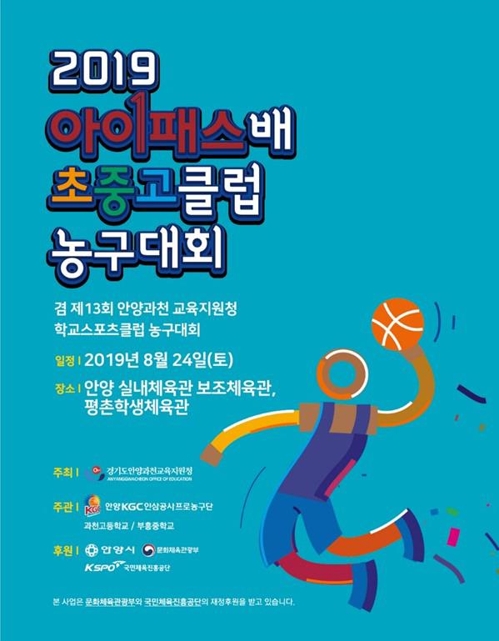 2019
아이패스배
초중고클럽
농구대회
겸 제13회 안양과천 교육지원청
학교스포츠클럽 농구대회
일정 | 2019년 8월 24일(토)
장소 | 안양 실내체육관 보조체육관,
평촌학생체육관
주최 | 경기도안양과천교육지원청
ANYANGGWACHEON OFFICE OF EDUCATION
주관 | KGC 안양KGC인삼공사프로농구단
과천고등학교 / 부흥중학교
후원 | 안양시 문화체육관광부
KSPO 국민체육진흥공단
본 사업은 문화체육관광부와 국민체육진흥공단의 재정후원을 받고 있습니다.